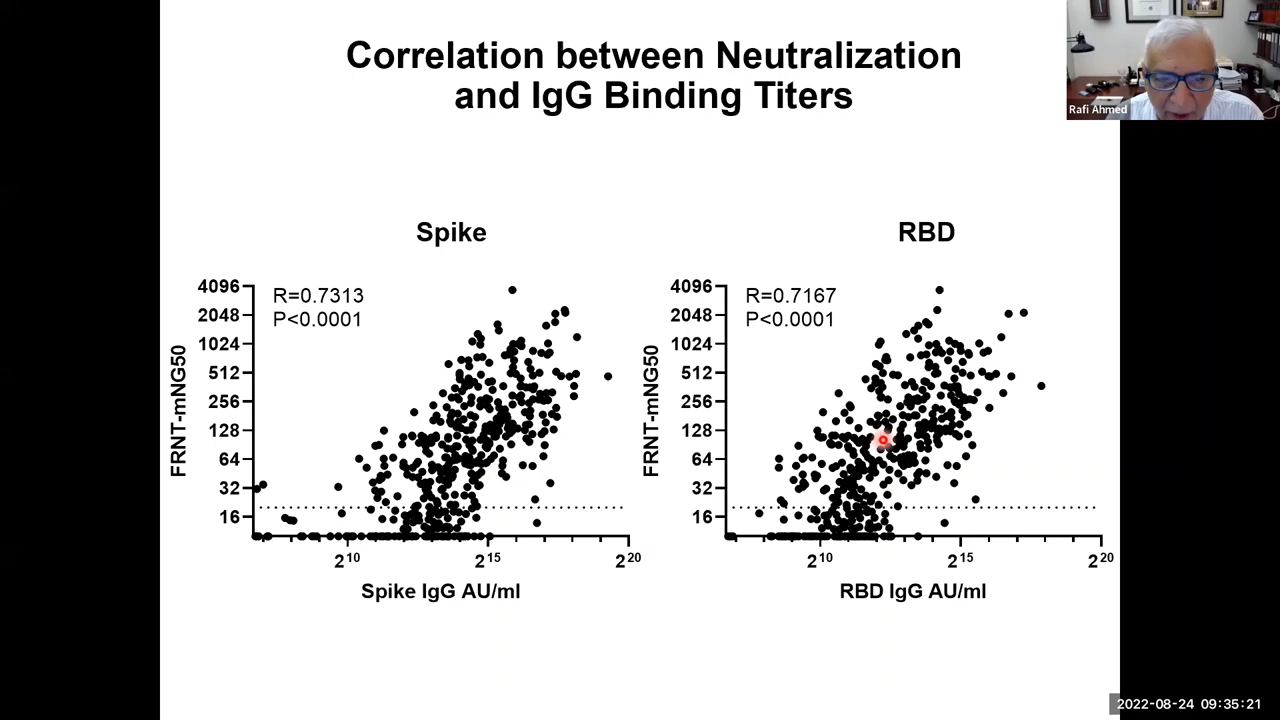 Correlation between Neutralization
and IgG Binding Titers
Rafi Ahmed
Spike
RBD
R=0.7313
P<0.0001
4096
2048
1024
512
256
128
64
32
16
FRNT-mNG50
2^10
2^15
2^20
Spike IgG AU/ml
R=0.7167
P<0.0001
4096
2048
1024
512
256
128
64
32
16
FRNT-mNG50
2^10
2^15
2^20
RBD IgG AU/ml
2022-08-24 09:35:21